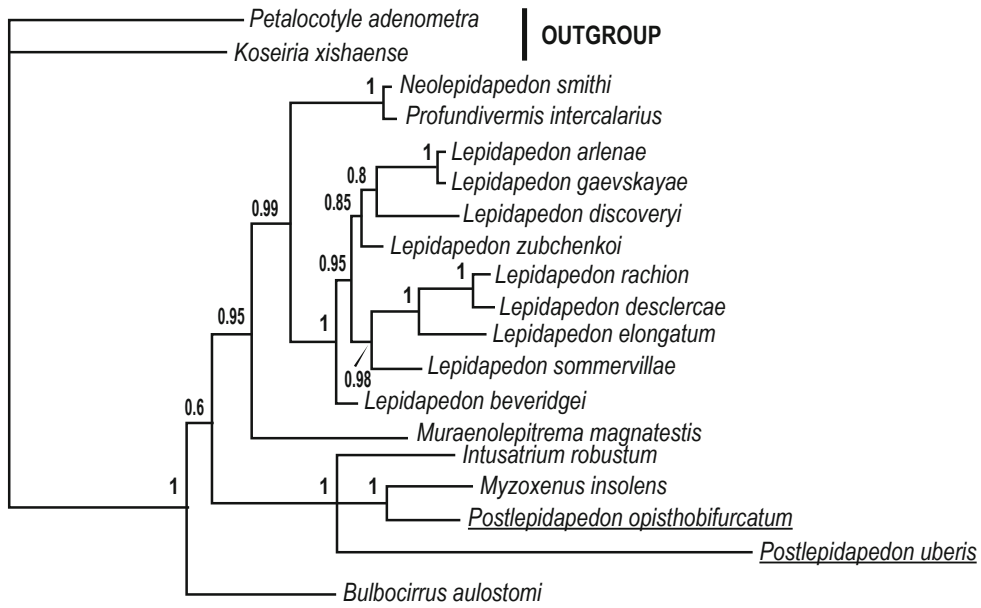 Petalocotyle adenometra
OUTGROUP
Koseiria xishaense
1
Neolepidapedon smithi
Profundivermis intercalarius
1
Lepidapedon arlenae
0.8
Lepidapedon gaevskayae
0.85
0.99
Lepidapedon discoveryi
Lepidapedon zubchenkoi
0.95
1
Lepidapedon rachion
1
Lepidapedon desclercae
0.95
1
Lepidapedon elongatum
Lepidapedon sommervillae
0.98
Lepidapedon beveridgei
0.6
Muraenolepitrema magnatestis
Intusatrium robustum
1
1
1
Myzoxenus insolens
Postlepidapedon opisthobifurcatum
Postlepidapedon uberis
Bulbocirrus aulostomi